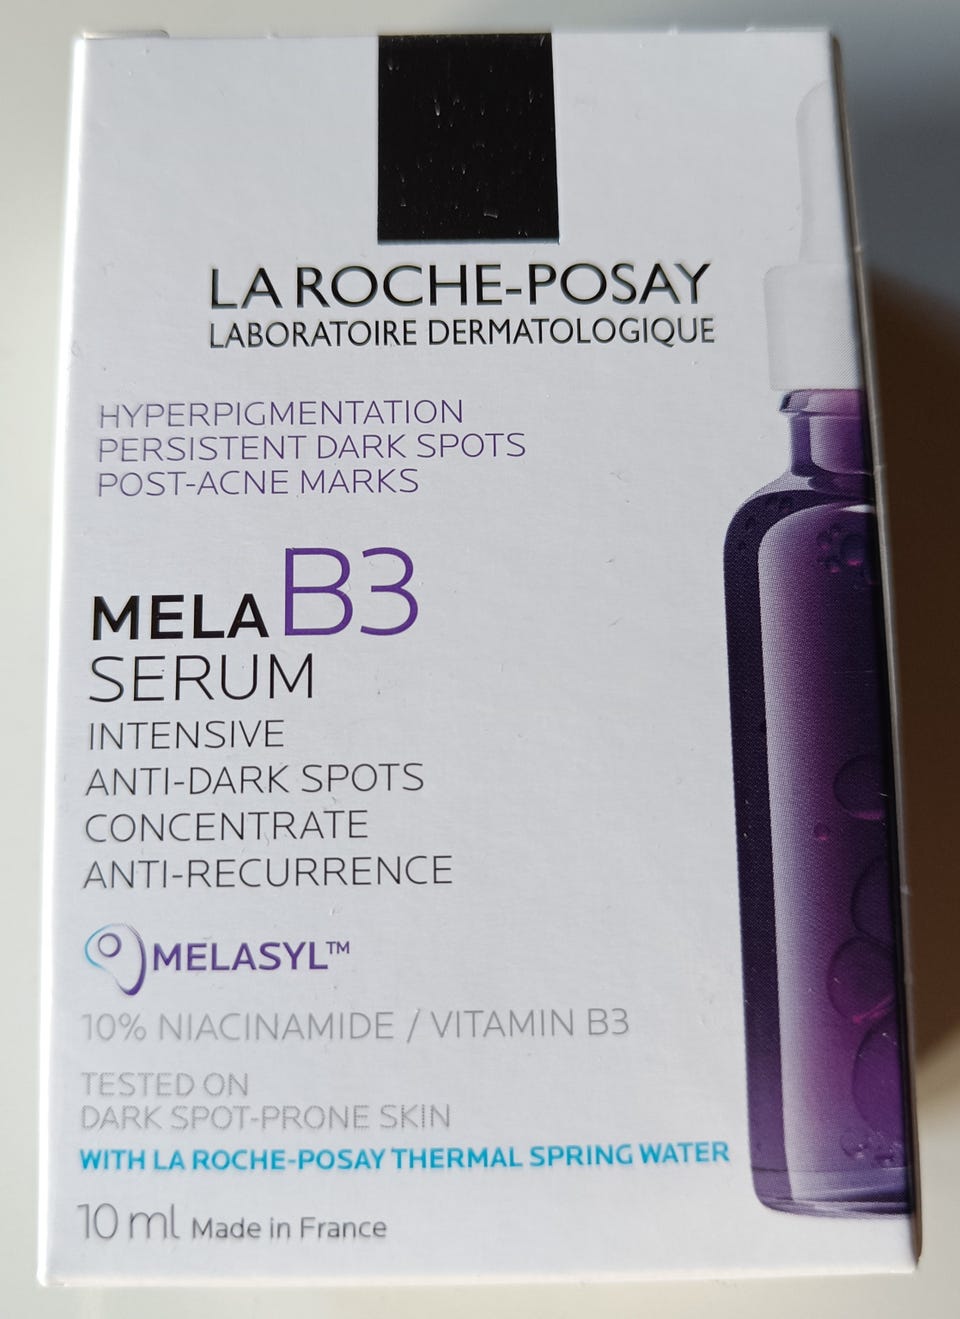 LA ROCHE-POSAY
LABORATOIRE DERMATOLOGIQUE
HYPERPIGMENTATION
PERSISTENT DARK SPOTS
POST-ACNE MARKS
MELA B3
SERUM
INTENSIVE
ANTI-DARK SPOTS
CONCENTRATE
ANTI-RECURRENCE
MELASYL™
10% NIACINAMIDE / VITAMIN B3
TESTED ON
DARK SPOT-PRONE SKIN
WITH LA ROCHE-POSAY THERMAL SPRING WATER
10 ml Made in France